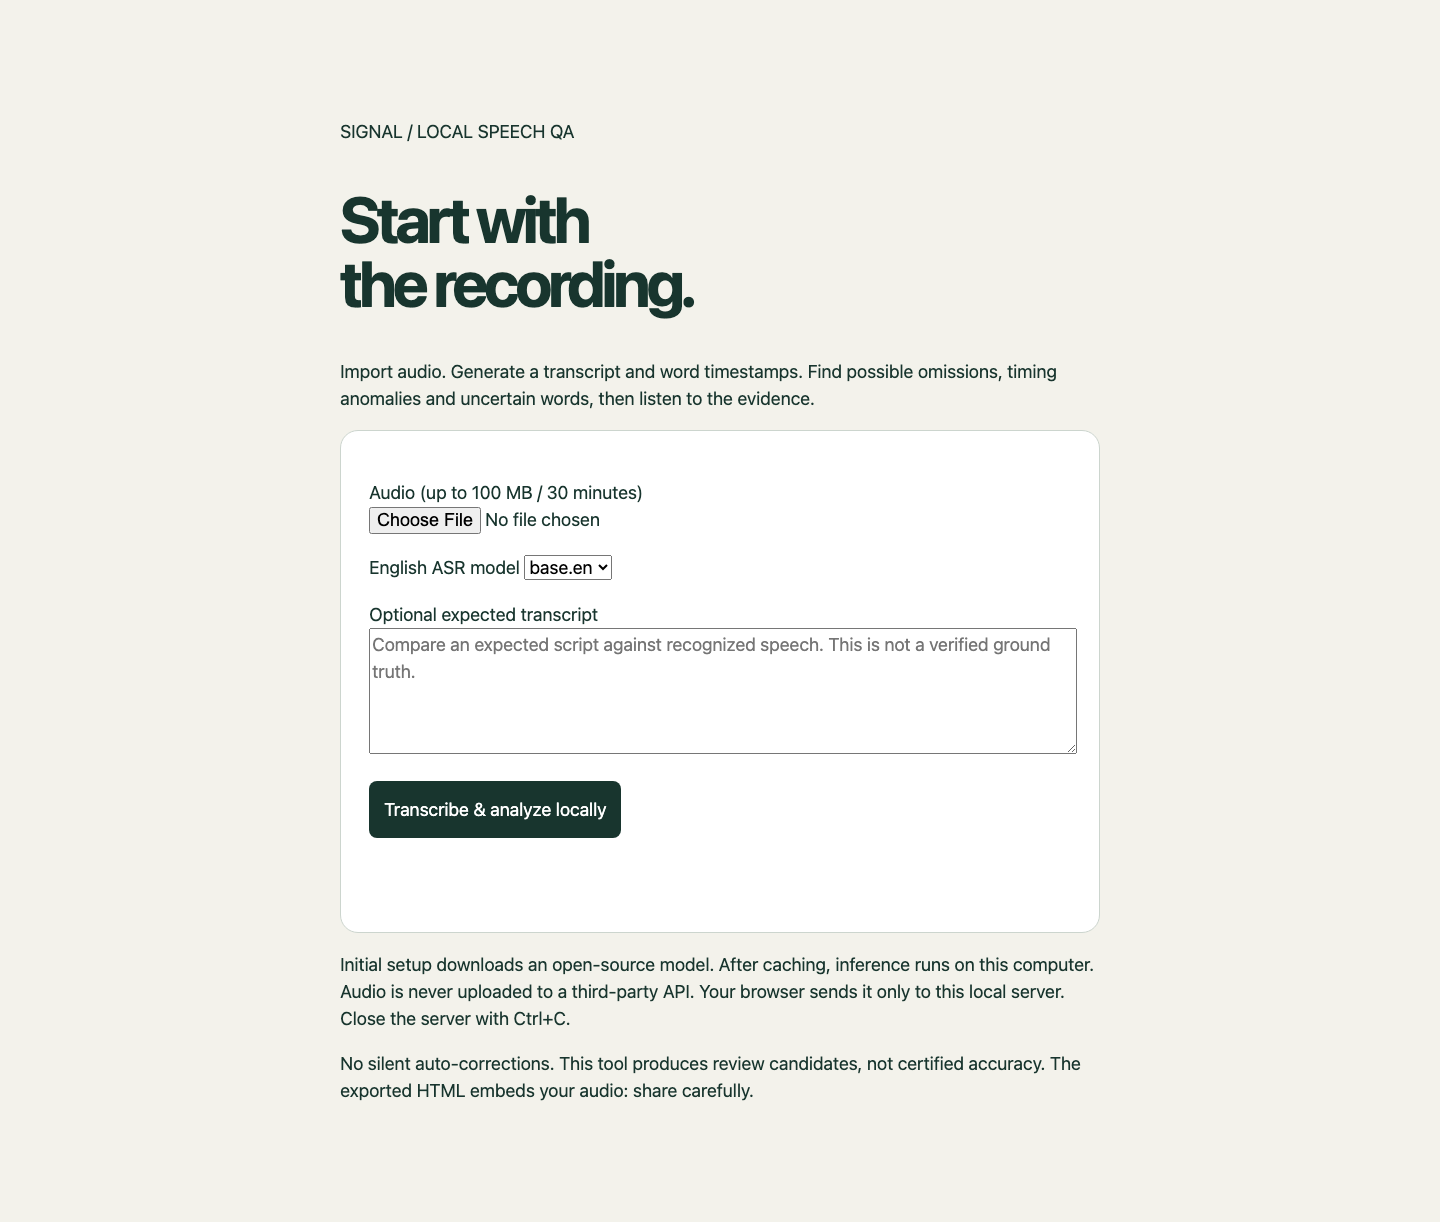 SIGNAL / LOCAL SPEECH QA
Start with
the recording.
Import audio. Generate a transcript and word timestamps. Find possible omissions, timing
anomalies and uncertain words, then listen to the evidence.
Audio (up to 100 MB / 30 minutes)
Choose File No file chosen
English ASR model base.en
Optional expected transcript
Compare an expected script against recognized speech. This is not a verified ground
truth.
Transcribe & analyze locally
Initial setup downloads an open-source model. After caching, inference runs on this computer.
Audio is never uploaded to a third-party API. Your browser sends it only to this local server.
Close the server with Ctrl+C.
No silent auto-corrections. This tool produces review candidates, not certified accuracy. The
exported HTML embeds your audio: share carefully.